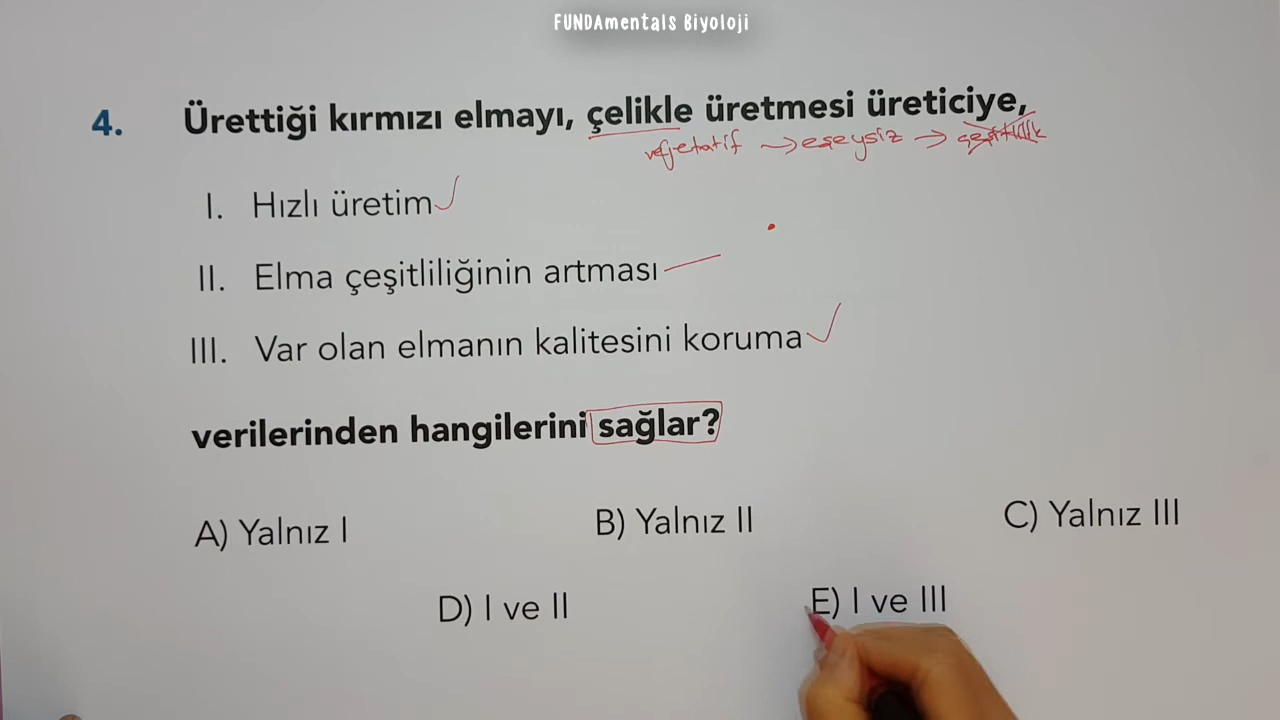 FUNDAmentals Biyoloji
4. Ürettiği kırmızı elmayı, çelikle üretmesi üreticiye,
vejetatif → eşeysiz → çeşitlilik
I. Hızlı üretim
II. Elma çeşitliliğinin artması
III. Var olan elmanın kalitesini koruma
verilerinden hangilerini sağlar?
A) Yalnız I B) Yalnız II C) Yalnız III
D) I ve II E) I ve III